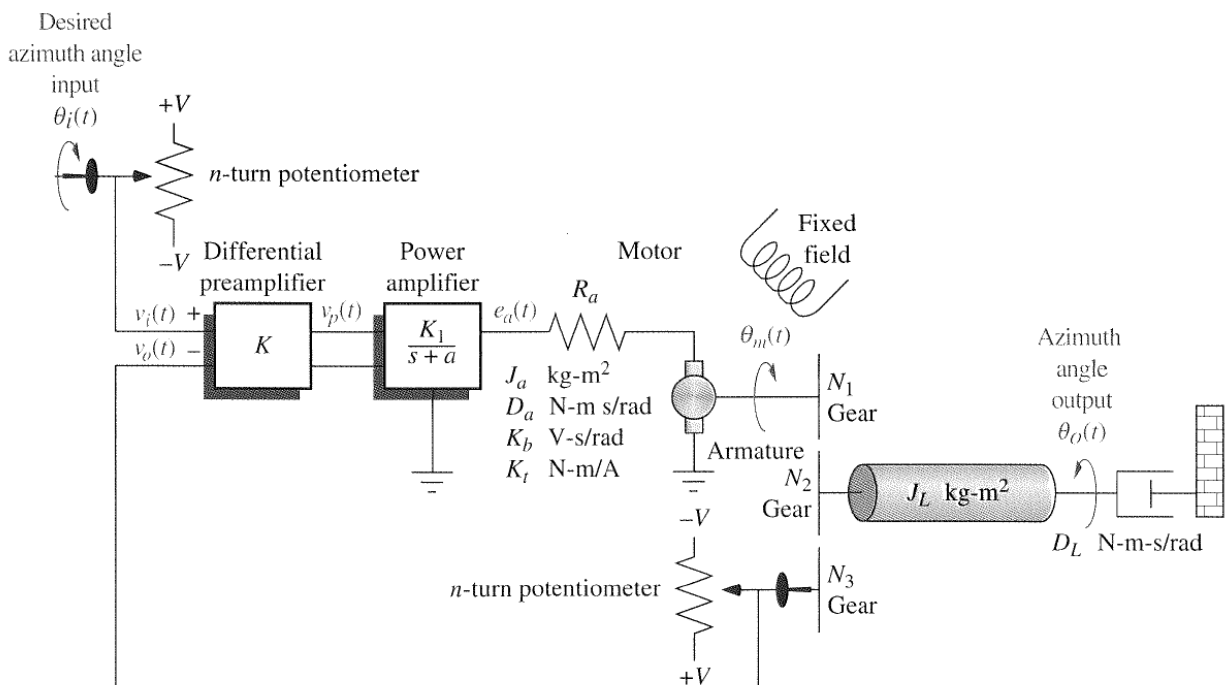 Desired
azimuth angle
input
θi(t)
+V
n-turn potentiometer
−V
Differential
preamplifier
Power
amplifier
Motor
Fixed
field
vi(t) +
vo(t) −
K
vp(t)
K1
s + a
ea(t)
Ra
Ja kg-m²
Da N-m s/rad
Kb V-s/rad
Kt N-m/A
θm(t)
Armature
N1
Gear
N2
Gear
JL kg-m²
Azimuth
angle
output
θo(t)
DL N-m-s/rad
−V
n-turn potentiometer
+V
N3
Gear